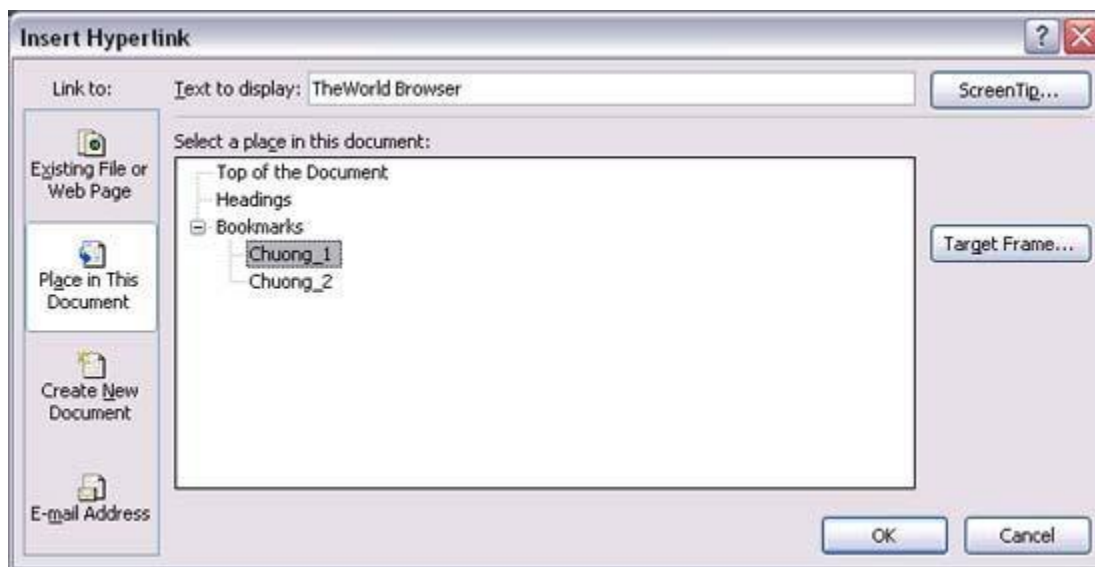 Insert Hyperlink
?
Link to:
Text to display: TheWorld Browser
ScreenTip...
Existing File or
Web Page
Place in This
Document
Create New
Document
E-mail Address
Select a place in this document:
Top of the Document
Headings
Bookmarks
Chuong_1
Chuong_2
Target Frame...
OK
Cancel